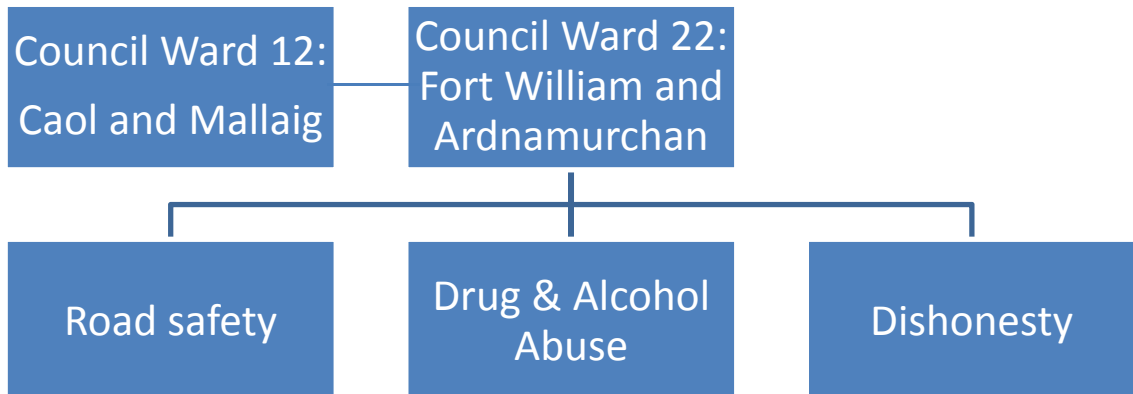 Council Ward 12:
Caol and Mallaig
Council Ward 22:
Fort William and
Ardnamurchan
Road safety
Drug & Alcohol
Abuse
Dishonesty